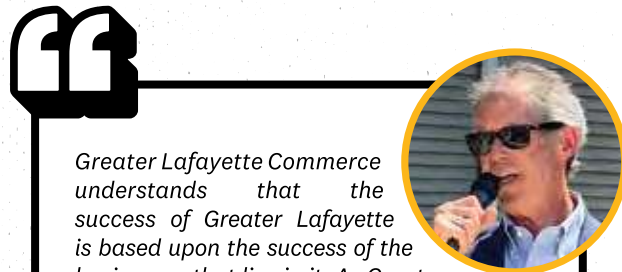 Greater Lafayette Commerce
understands that the
success of Greater Lafayette
is based upon the success of the